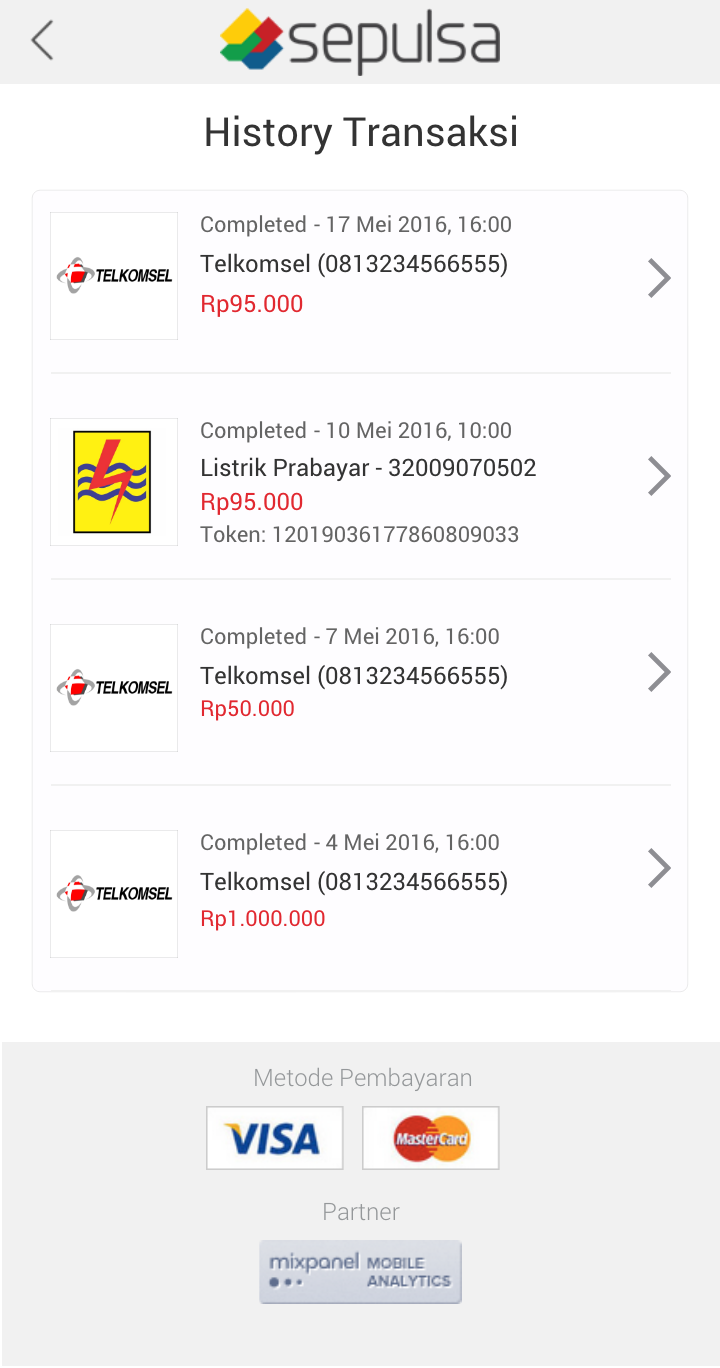 sepulsa
History Transaksi
Completed - 17 Mei 2016, 16:00
TELKOMSEL
Telkomsel (0813234566555)
Rp95.000
Completed - 10 Mei 2016, 10:00
Listrik Prabayar - 32009070502
Rp95.000
Token: 12019036177860809033
Completed - 7 Mei 2016, 16:00
TELKOMSEL
Telkomsel (0813234566555)
Rp50.000
Completed - 4 Mei 2016, 16:00
TELKOMSEL
Telkomsel (0813234566555)
Rp1.000.000
Metode Pembayaran
VISA MasterCard
Partner
mixpanel MOBILE
ANALYTICS